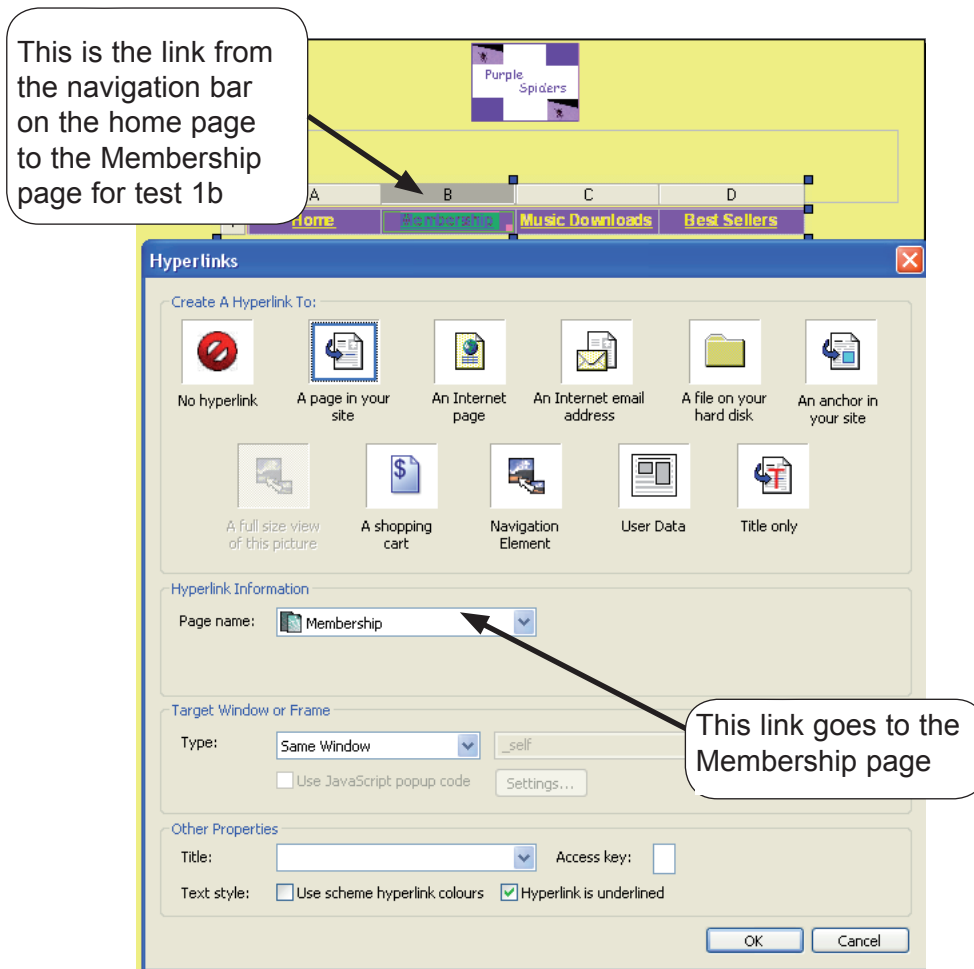 This is the link from
the navigation bar
on the home page
to the Membership
page for test 1b
Purple
Spiders
A B C D
Home Membership Music Downloads Best Sellers
Hyperlinks
Create A Hyperlink To:
No hyperlink
A page in your
site
An Internet
page
An Internet email
address
A file on your
hard disk
An anchor in
your site
A full size view
of this picture
$
A shopping
cart
Navigation
Element
User Data
T
Title only
Hyperlink Information
Page name: Membership
This link goes to the
Membership page
Target Window or Frame
Type: Same Window _self
Use JavaScript popup code Settings...
Other Properties
Title: Access key:
Text style: Use scheme hyperlink colours Hyperlink is underlined
OK Cancel